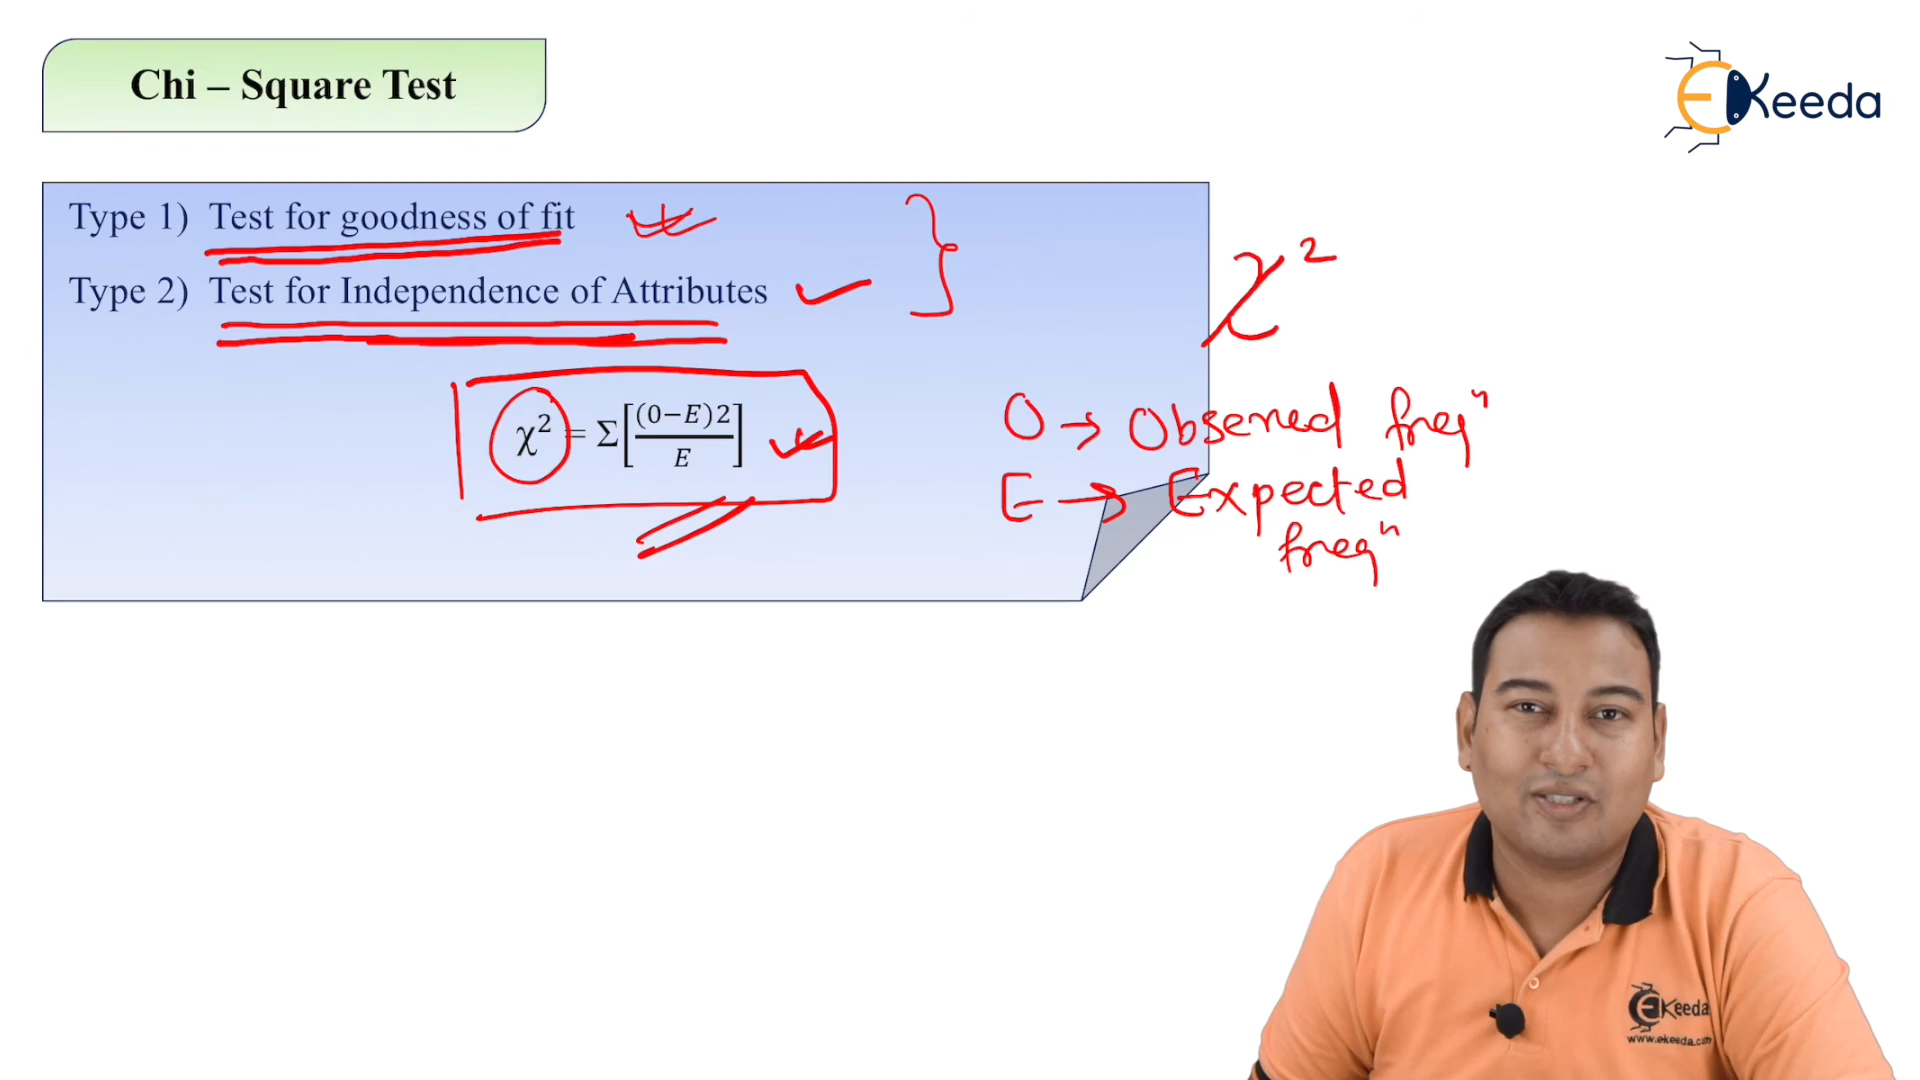 Chi – Square Test
EKeeda
Type 1) Test for goodness of fit
Type 2) Test for Independence of Attributes
χ²
χ² = Σ[(0−E)2/E]
O → Observed freqⁿ
E → Expected
freqⁿ
EKeeda
www.ekeeda.com